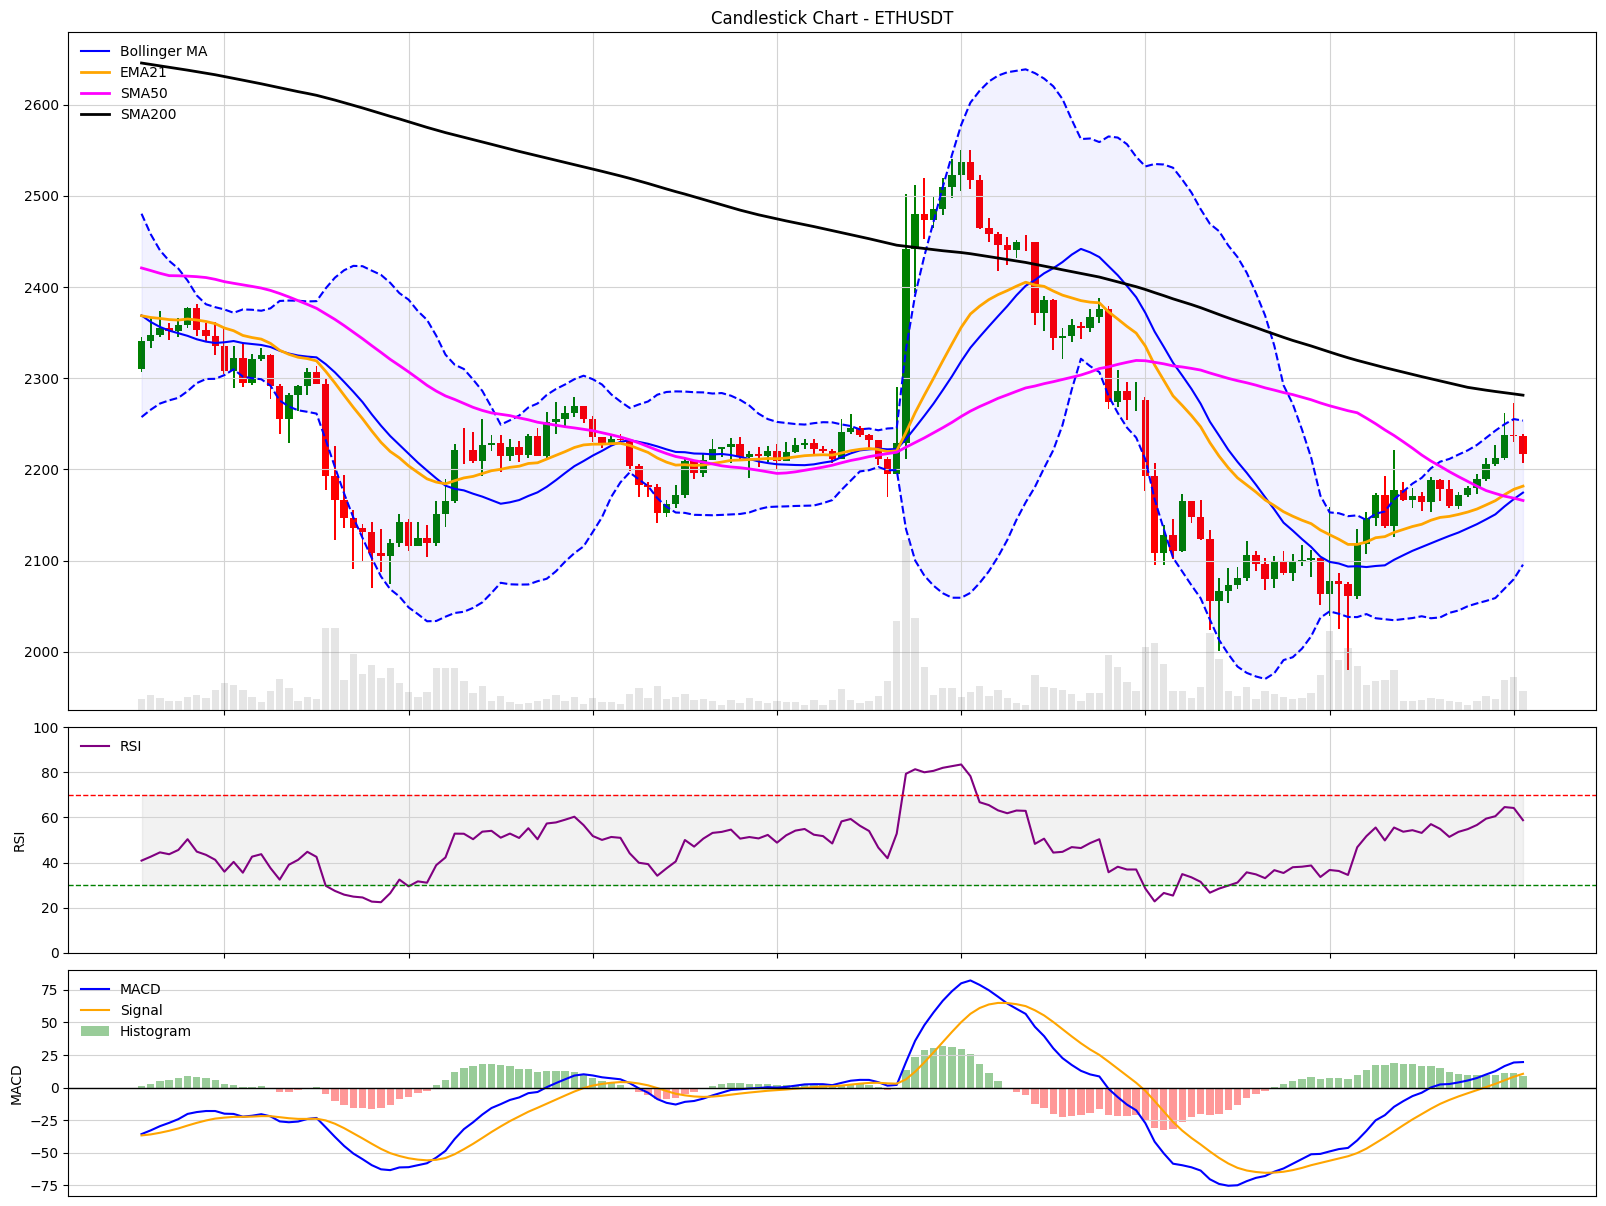 Candlestick Chart - ETHUSDT
Bollinger MA
EMA21
SMA50
SMA200
2600
2500
2400
2300
2200
2100
2000
RSI
100
80
60
40
20
0
RSI
MACD
Signal
Histogram
75
50
25
0
−25
−50
−75
MACD